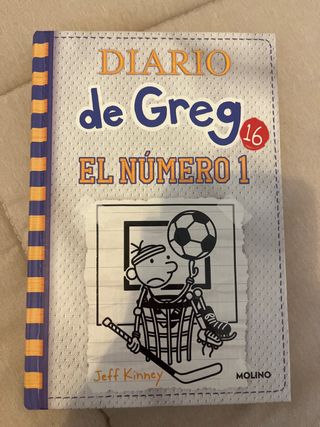 DIARIO
de Greg
16
EL NÚMERO 1
Jeff Kinney
MOLINO